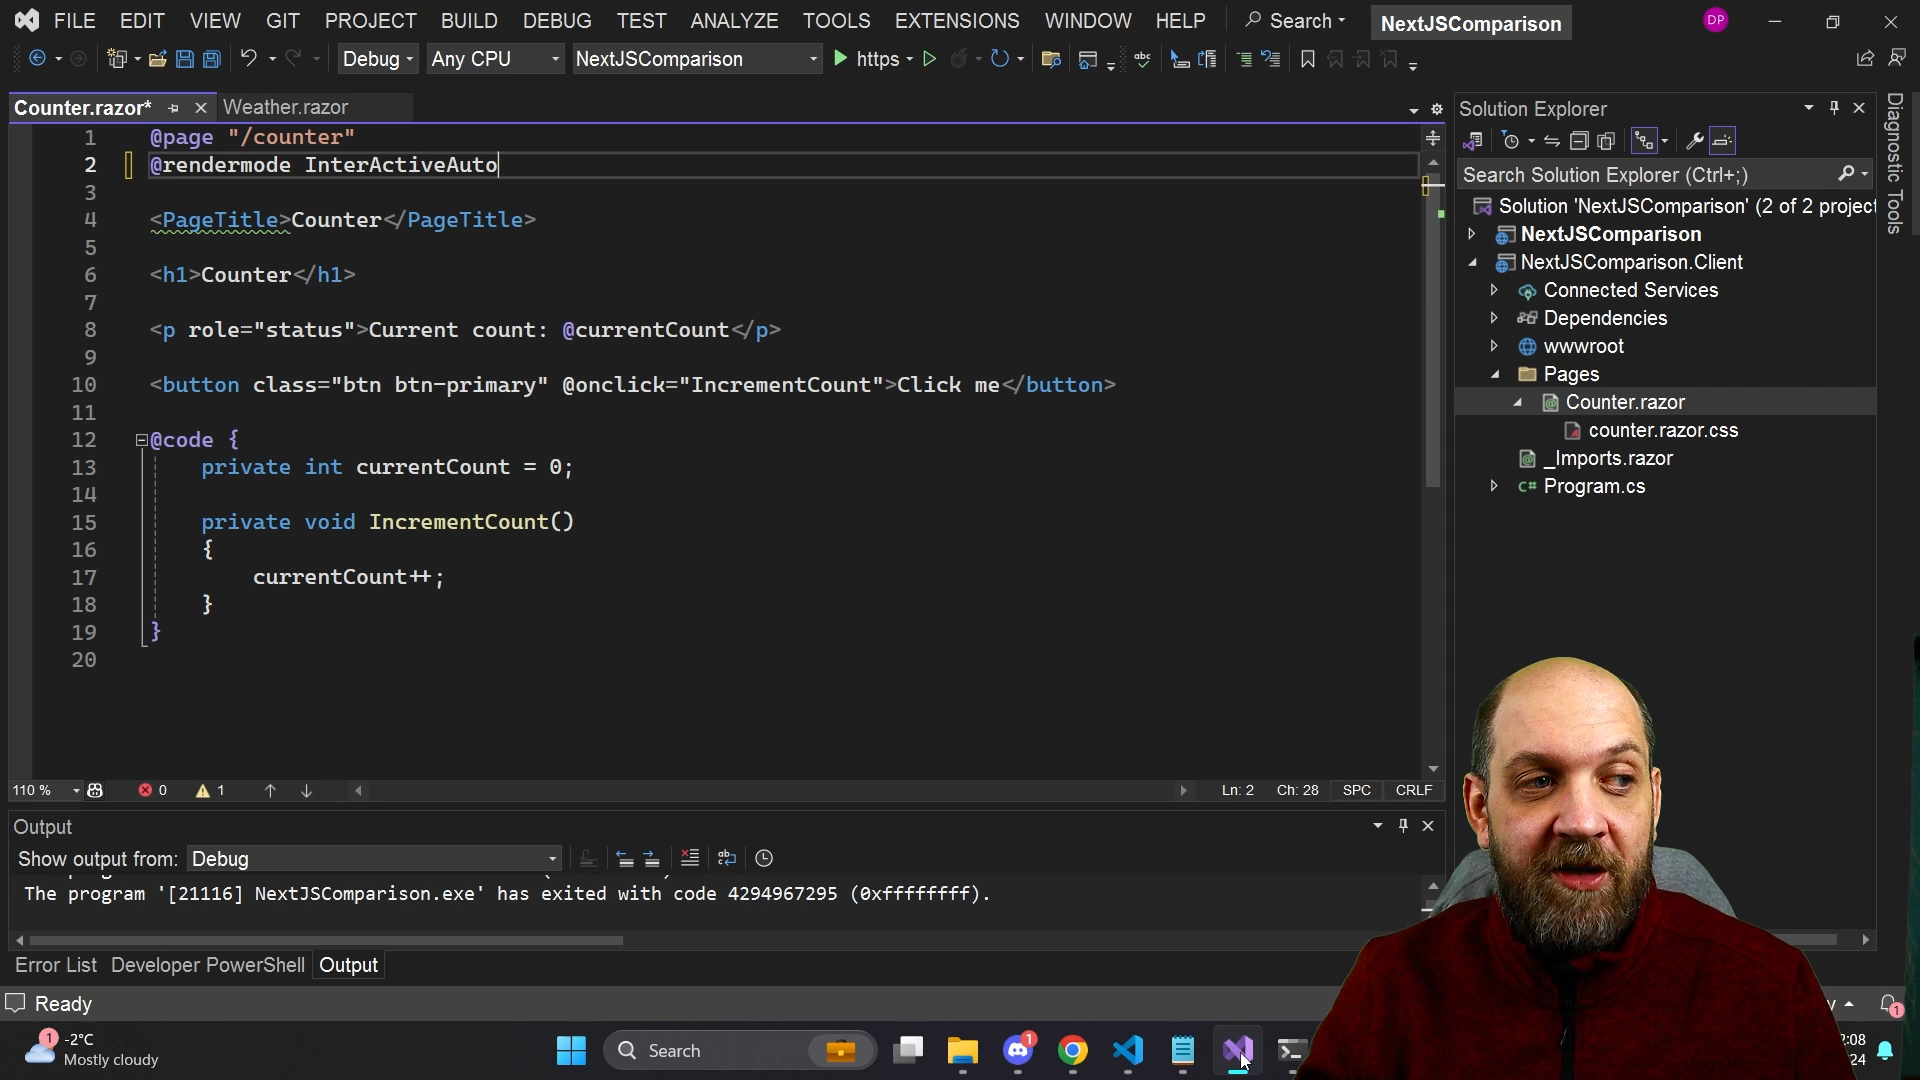 FILE EDIT VIEW GIT PROJECT BUILD DEBUG TEST ANALYZE TOOLS EXTENSIONS WINDOW HELP Search NextJSComparison DP
Debug Any CPU NextJSComparison https
Counter.razor* Weather.razor
1 @page "/counter"
2 @rendermode InterActiveAuto
3
4 <PageTitle>Counter</PageTitle>
5
6 <h1>Counter</h1>
7
8 <p role="status">Current count: @currentCount</p>
9
10 <button class="btn btn-primary" @onclick="IncrementCount">Click me</button>
11
12 @code {
13 private int currentCount = 0;
14
15 private void IncrementCount()
16 {
17 currentCount++;
18 }
19 }
20
110 % 0 1 Ln: 2 Ch: 28 SPC CRLF
Output
Show output from: Debug
The program '[21116] NextJSComparison.exe' has exited with code 4294967295 (0xffffffff).
Error List Developer PowerShell Output
Ready
Solution Explorer
Search Solution Explorer (Ctrl+;)
Solution 'NextJSComparison' (2 of 2 project
NextJSComparison
NextJSComparison.Client
Connected Services
Dependencies
wwwroot
Pages
Counter.razor
counter.razor.css
_Imports.razor
C# Program.cs
Diagnostic Tools
1
1 -2°C
Mostly cloudy
Search
1
:08
24